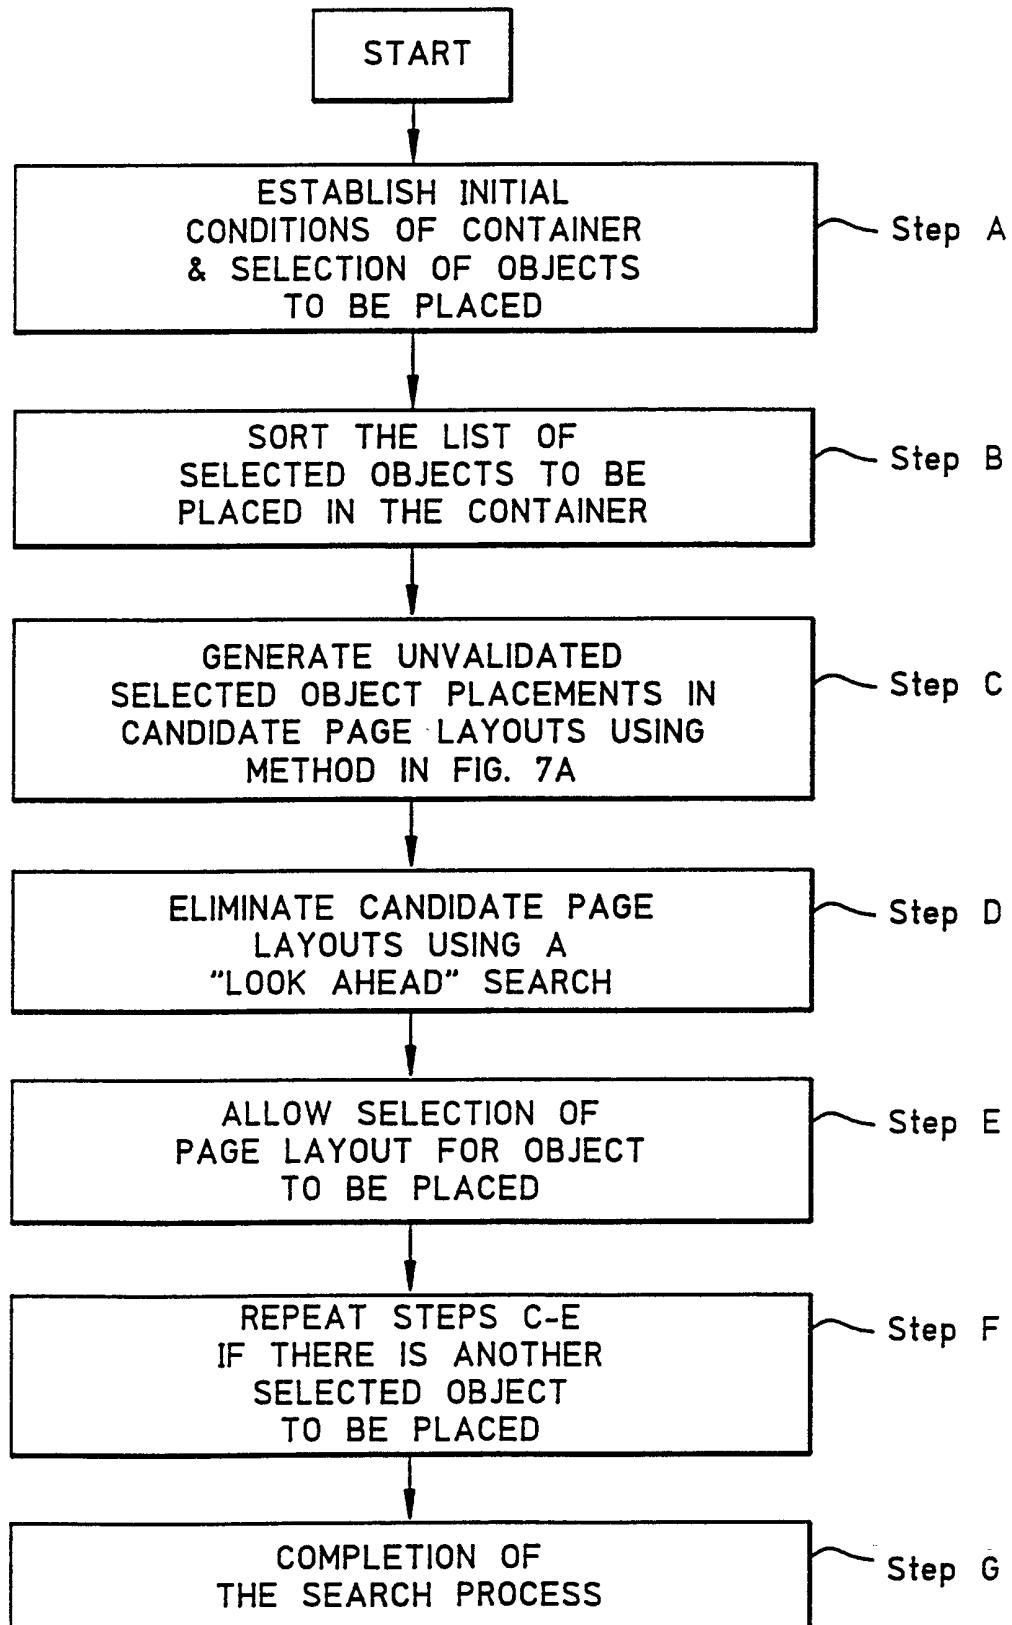 START
ESTABLISH INITIAL
CONDITIONS OF CONTAINER
& SELECTION OF OBJECTS
TO BE PLACED
Step A
SORT THE LIST OF
SELECTED OBJECTS TO BE
PLACED IN THE CONTAINER
Step B
GENERATE UNVALIDATED
SELECTED OBJECT PLACEMENTS IN
CANDIDATE PAGE LAYOUTS USING
METHOD IN FIG. 7A
Step C
ELIMINATE CANDIDATE PAGE
LAYOUTS USING A
"LOOK AHEAD" SEARCH
Step D
ALLOW SELECTION OF
PAGE LAYOUT FOR OBJECT
TO BE PLACED
Step E
REPEAT STEPS C-E
IF THERE IS ANOTHER
SELECTED OBJECT
TO BE PLACED
Step F
COMPLETION OF
THE SEARCH PROCESS
Step G